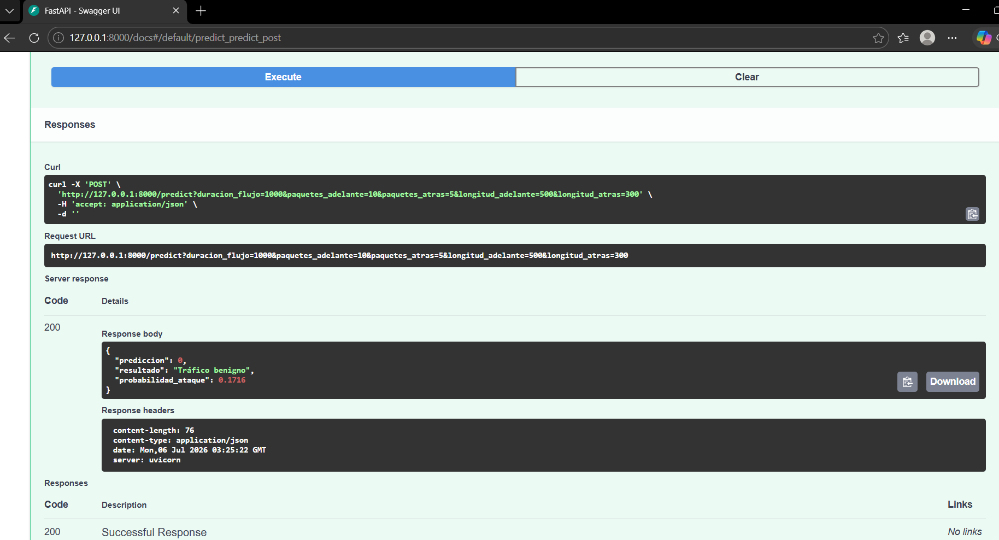 FastAPI - Swagger UI
127.0.0.1:8000/docs#/default/predict_predict_post
Execute
Clear
Responses
Curl
curl -X 'POST' \
'http://127.0.0.1:8000/predict?duracion_flujo=1000&paquetes_adelante=10&paquetes_atras=5&longitud_adelante=500&longitud_atras=300' \
-H 'accept: application/json' \
-d ''
Request URL
http://127.0.0.1:8000/predict?duracion_flujo=1000&paquetes_adelante=10&paquetes_atras=5&longitud_adelante=500&longitud_atras=300
Server response
Code Details
200
Response body
{
"prediccion": 0,
"resultado": "Tráfico benigno",
"probabilidad_ataque": 0.1716
}
Download
Response headers
content-length: 76
content-type: application/json
date: Mon,06 Jul 2026 03:25:22 GMT
server: uvicorn
Responses
Code Description Links
200 Successful Response No links